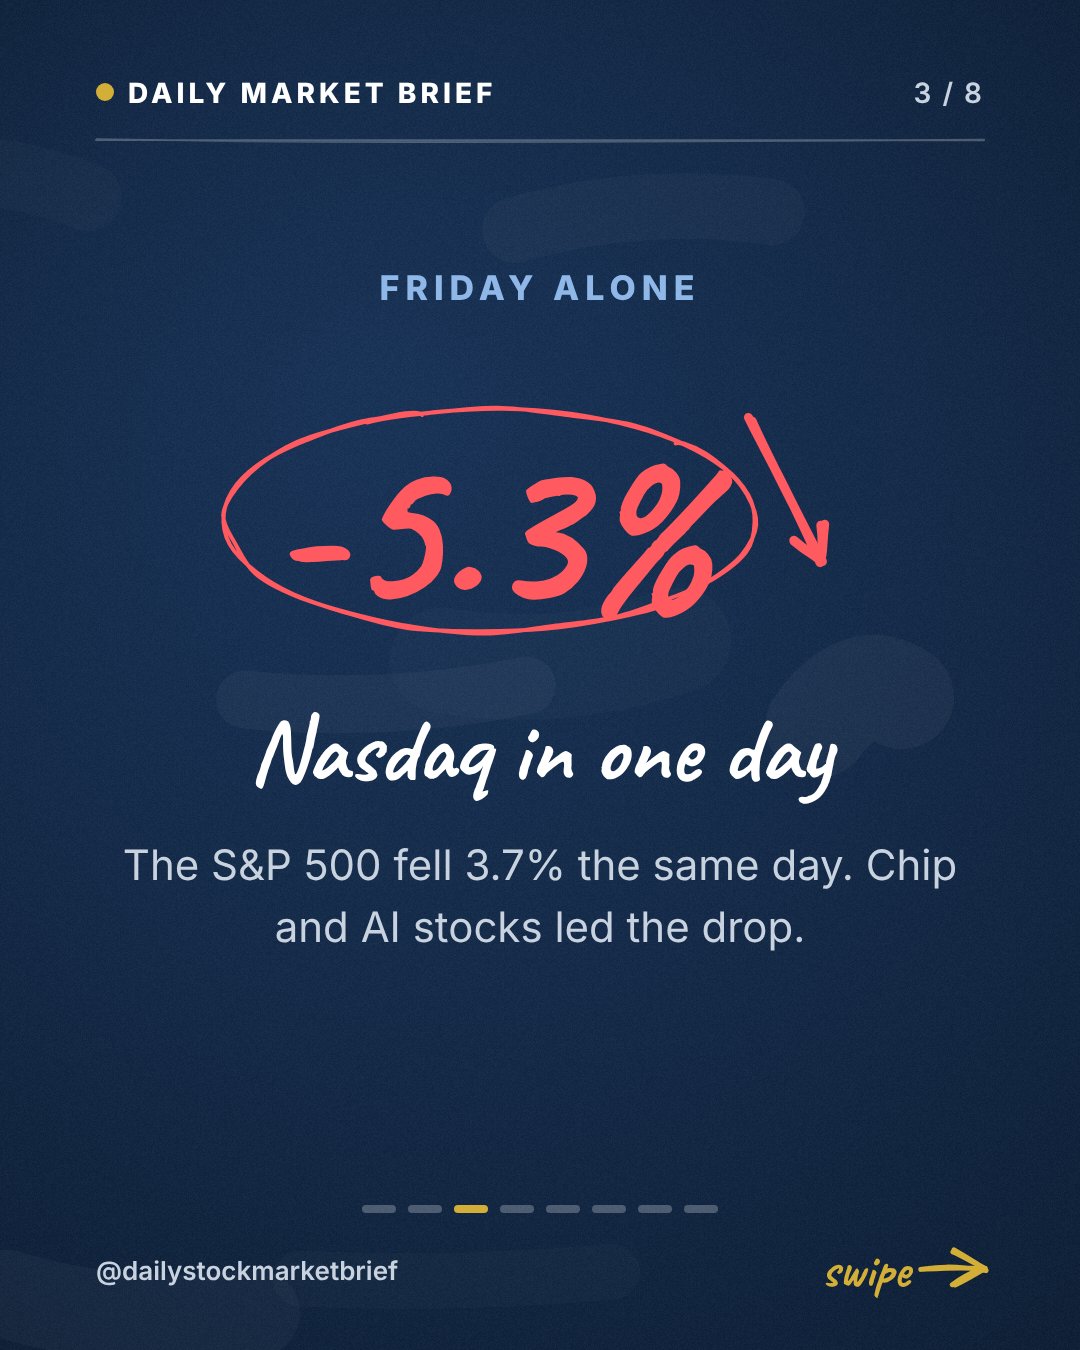 DAILY MARKET BRIEF
3 / 8
FRIDAY ALONE
-5.3%
Nasdaq in one day
The S&P 500 fell 3.7% the same day. Chip
and AI stocks led the drop.
@dailystockmarketbrief
swipe